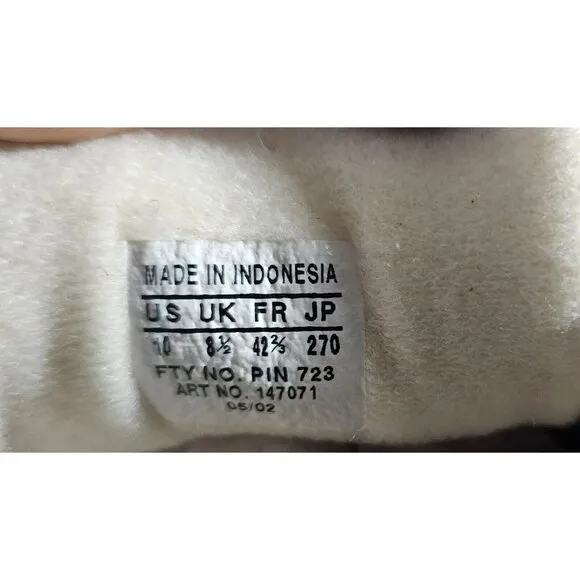 MADE IN INDONESIA
US UK FR JP
10 8½ 42⅔ 270
FTY NO. PIN 723
ART NO. 147071
05/02